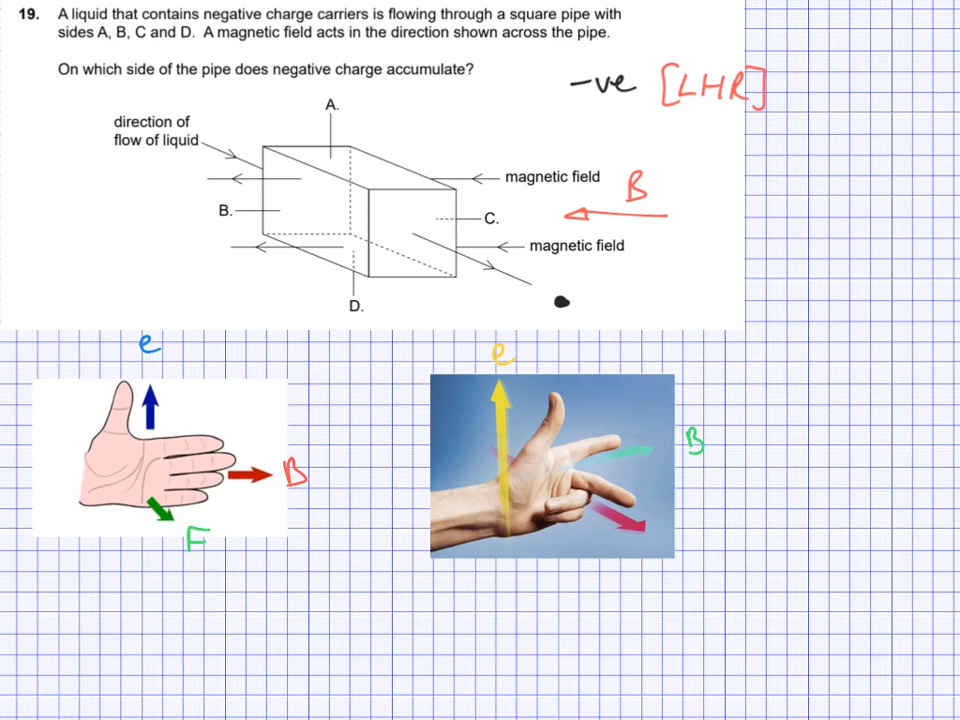 19. A liquid that contains negative charge carriers is flowing through a square pipe with
sides A, B, C and D. A magnetic field acts in the direction shown across the pipe.
On which side of the pipe does negative charge accumulate?
-ve [LHR]
A.
direction of
flow of liquid
magnetic field
B
B.
C.
magnetic field
D.
e
e
B
B
F